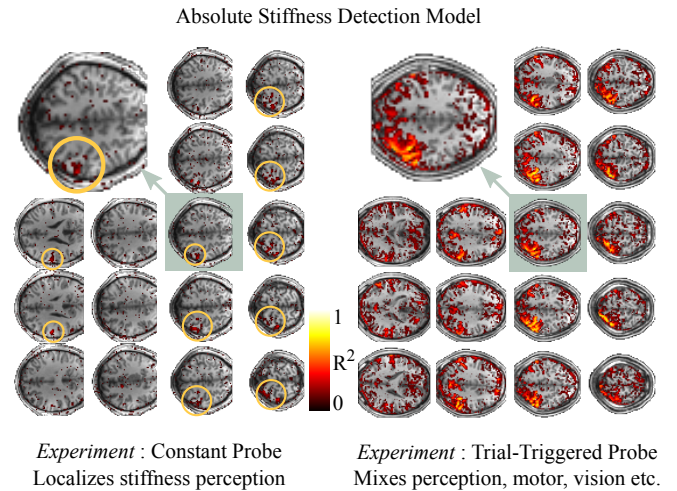 Absolute Stiffness Detection Model
1
R²
0
Experiment : Constant Probe
Localizes stiffness perception
Experiment : Trial-Triggered Probe
Mixes perception, motor, vision etc.